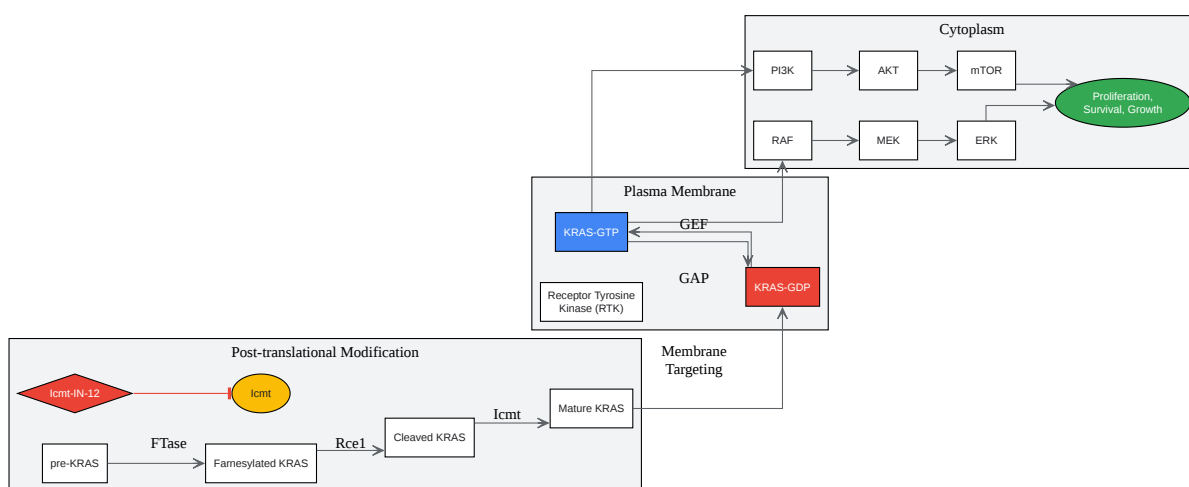 Cytoplasm
PI3K
AKT
mTOR
Proliferation,
Survival, Growth
RAF
MEK
ERK
Plasma Membrane
KRAS-GTP
GEF
GAP
KRAS-GDP
Receptor Tyrosine
Kinase (RTK)
Post-translational Modification
Membrane
Targeting
Icmt-IN-12
Icmt
Icmt
Mature KRAS
Cleaved KRAS
FTase
Rce1
pre-KRAS
Farnesylated KRAS